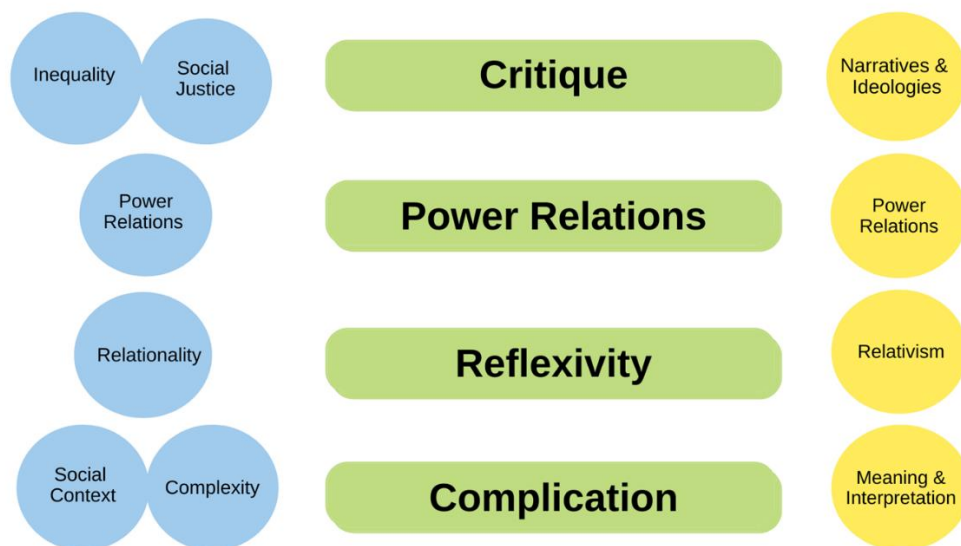 Inequality
Social
Justice
Critique
Narratives &
Ideologies
Power
Relations
Power Relations
Power
Relations
Relationality
Reflexivity
Relativism
Social
Context
Complexity
Complication
Meaning &
Interpretation